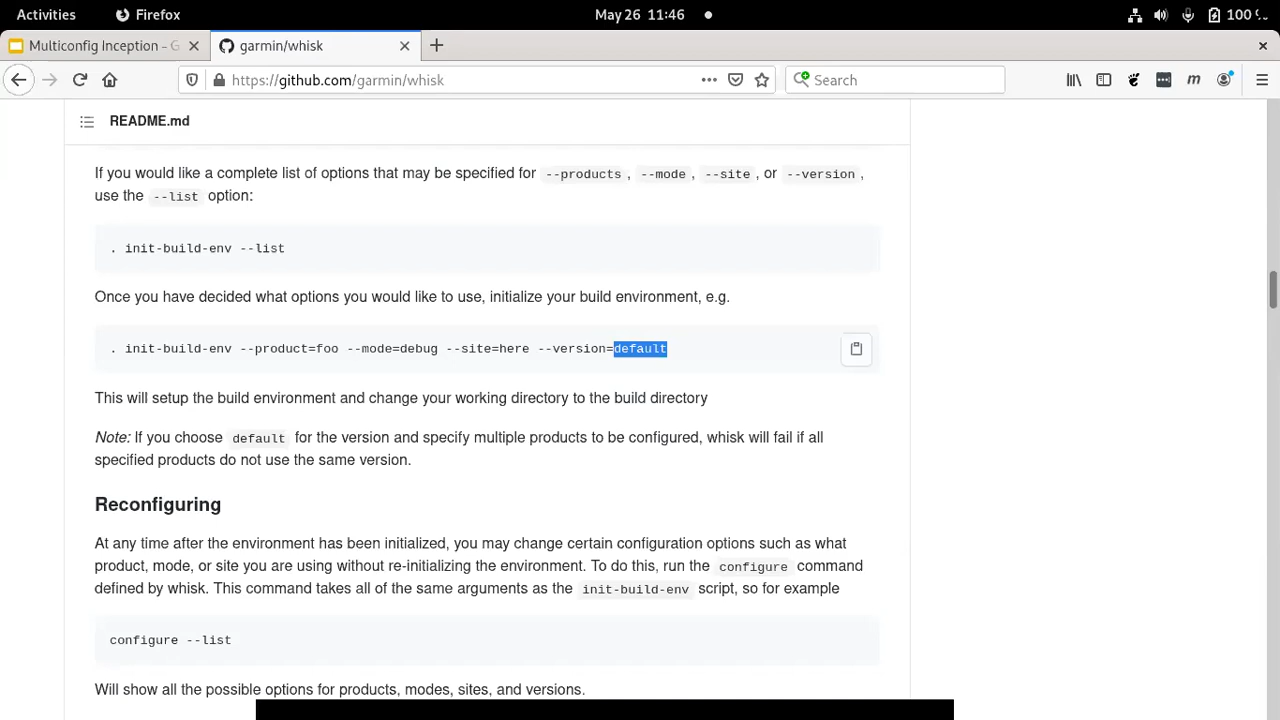 Activities Firefox May 26 11:46 100 %
Multiconfig Inception - G garmin/whisk
https://github.com/garmin/whisk Search
README.md
If you would like a complete list of options that may be specified for --products , --mode , --site , or --version ,
use the --list option:
. init-build-env --list
Once you have decided what options you would like to use, initialize your build environment, e.g.
. init-build-env --product=foo --mode=debug --site=here --version=default
This will setup the build environment and change your working directory to the build directory
Note: If you choose default for the version and specify multiple products to be configured, whisk will fail if all
specified products do not use the same version.
Reconfiguring
At any time after the environment has been initialized, you may change certain configuration options such as what
product, mode, or site you are using without re-initializing the environment. To do this, run the configure command
defined by whisk. This command takes all of the same arguments as the init-build-env script, so for example
configure --list
Will show all the possible options for products, modes, sites, and versions.